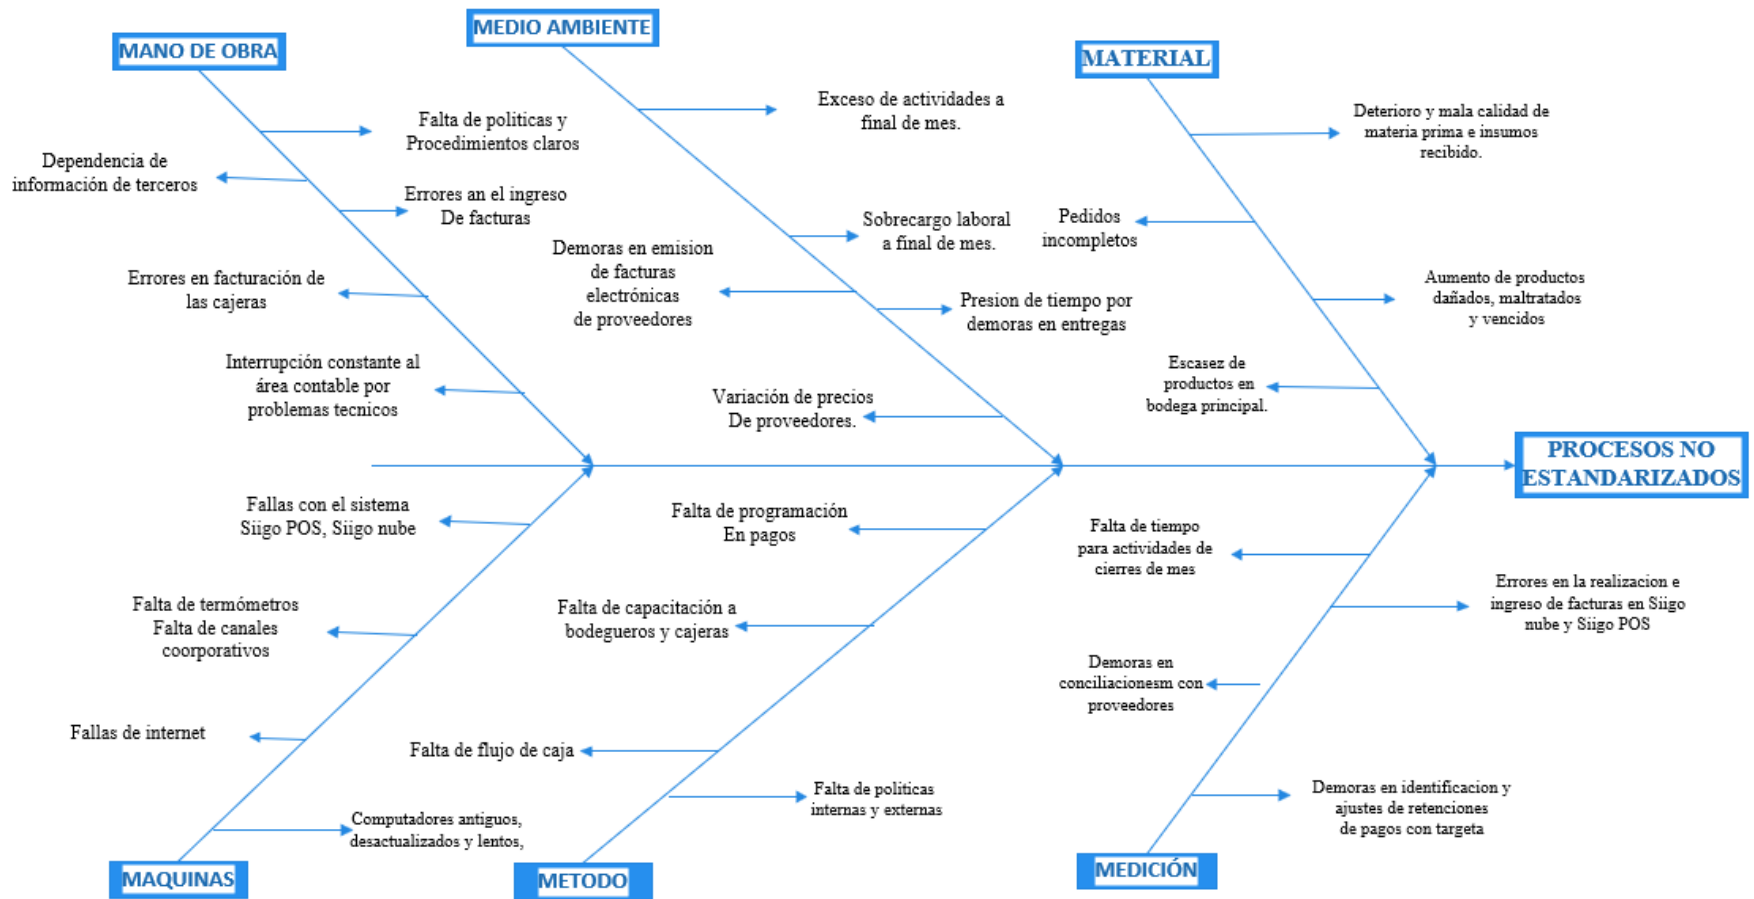 MANO DE OBRA
Falta de politicas y
Procedimientos claros
Dependencia de
información de terceros
Errores an el ingreso
De facturas
Errores en facturación de
las cajeras
Interrupción constante al
área contable por
problemas tecnicos
MEDIO AMBIENTE
Exceso de actividades a
final de mes.
Sobrecargo laboral
a final de mes.
Demoras en emision
de facturas
electrónicas
de proveedores
Presion de tiempo por
demoras en entregas
Variación de precios
De proveedores.
MATERIAL
Deterioro y mala calidad de
materia prima e insumos
recibido.
Pedidos
incompletos
Aumento de productos
dañados, maltratados
y vencidos
Escasez de
productos en
bodega principal.
PROCESOS NO
ESTANDARIZADOS
Fallas con el sistema
Siigo POS, Siigo nube
Falta de termómetros
Falta de canales
coorporativos
Fallas de internet
Computadores antiguos,
desactualizados y lentos,
MAQUINAS
Falta de programación
En pagos
Falta de capacitación a
bodegueros y cajeras
Falta de flujo de caja
Falta de politicas
internas y externas
METODO
Falta de tiempo
para actividades de
cierres de mes
Errores en la realizacion e
ingreso de facturas en Siigo
nube y Siigo POS
Demoras en
conciliacionesm con
proveedores
Demoras en identificacion y
ajustes de retenciones
de pagos con targeta
MEDICIÓN